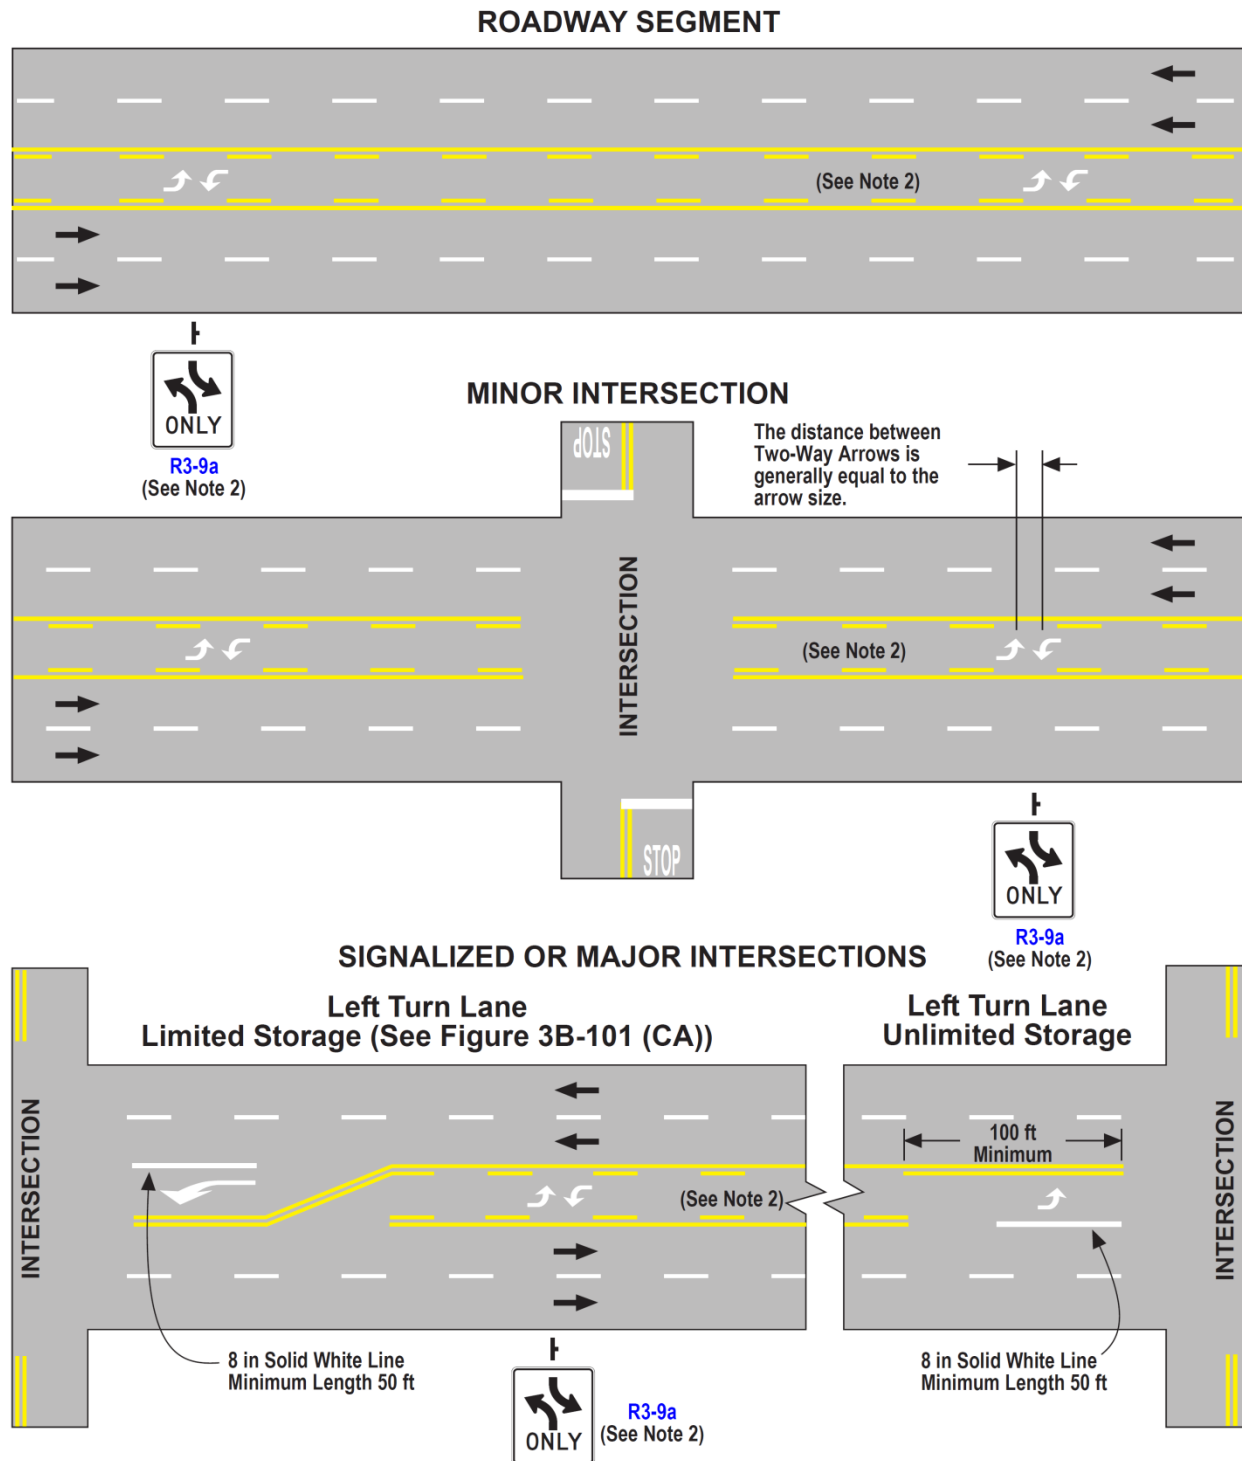 ROADWAY SEGMENT
(See Note 2)
ONLY
R3-9a
(See Note 2)
MINOR INTERSECTION
STOP
The distance between
Two-Way Arrows is
generally equal to the
arrow size.
INTERSECTION
(See Note 2)
STOP
ONLY
R3-9a
(See Note 2)
SIGNALIZED OR MAJOR INTERSECTIONS
Left Turn Lane
Limited Storage (See Figure 3B-101 (CA))
Left Turn Lane
Unlimited Storage
INTERSECTION
100 ft
Minimum
(See Note 2)
INTERSECTION
8 in Solid White Line
Minimum Length 50 ft
8 in Solid White Line
Minimum Length 50 ft
ONLY
R3-9a
(See Note 2)